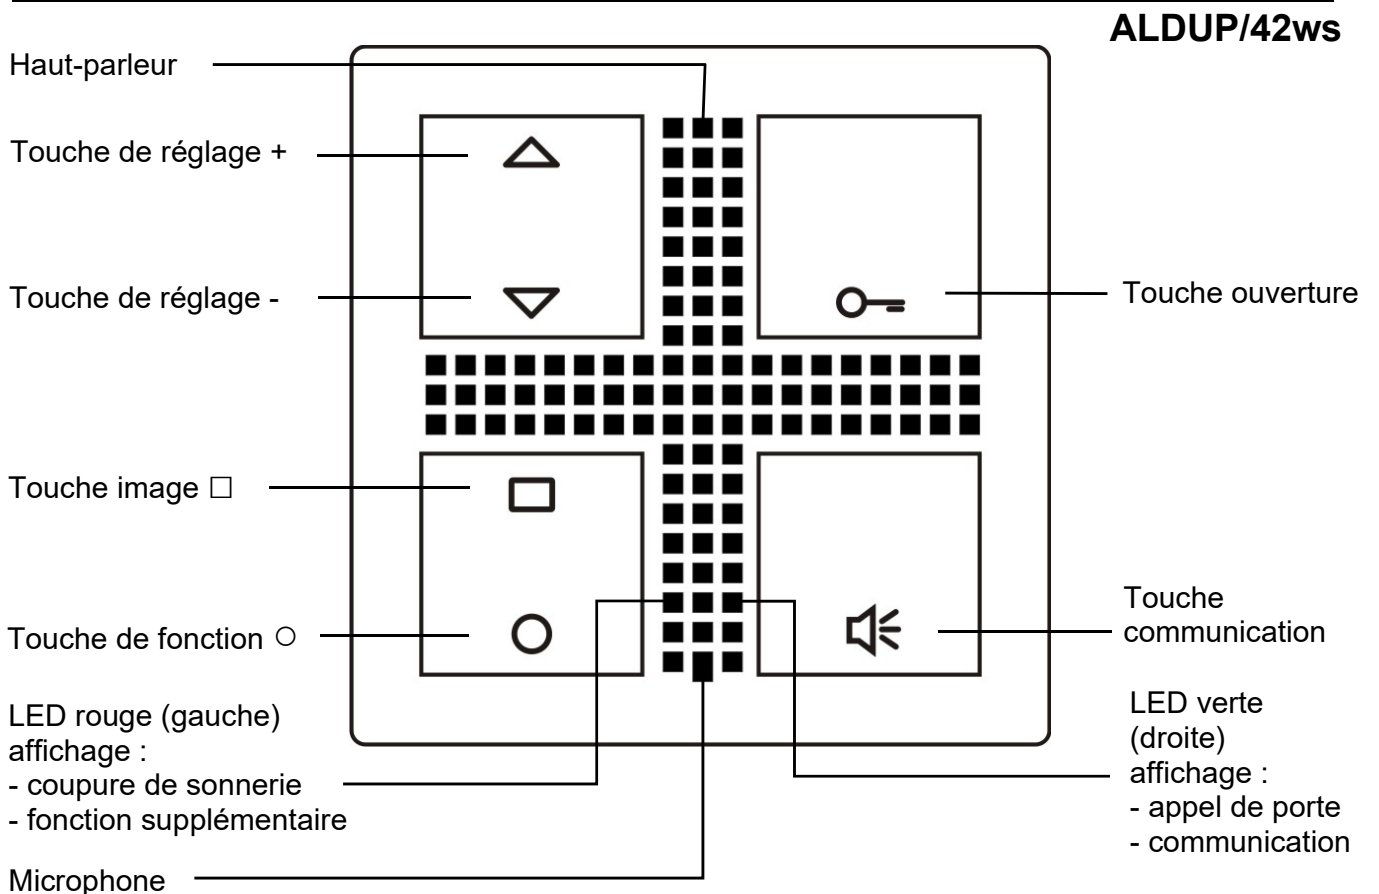 ALDUP/42ws
Haut-parleur
Touche de réglage +
Touche de réglage -
Touche ouverture
Touche image □
Touche
communication
Touche de fonction ○
LED rouge (gauche)
affichage :
- coupure de sonnerie
- fonction supplémentaire
LED verte
(droite)
affichage :
- appel de porte
- communication
Microphone